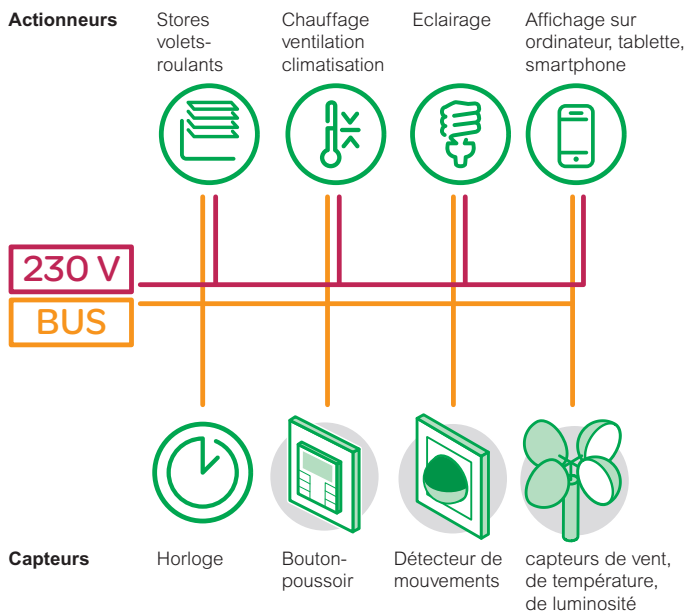 Actionneurs
Stores
volets-
roulants
Chauffage
ventilation
climatisation
Eclairage
Affichage sur
ordinateur, tablette,
smartphone
230 V
BUS
Capteurs
Horloge
Bouton-
poussoir
Détecteur de
mouvements
capteurs de vent,
de température,
de luminosité